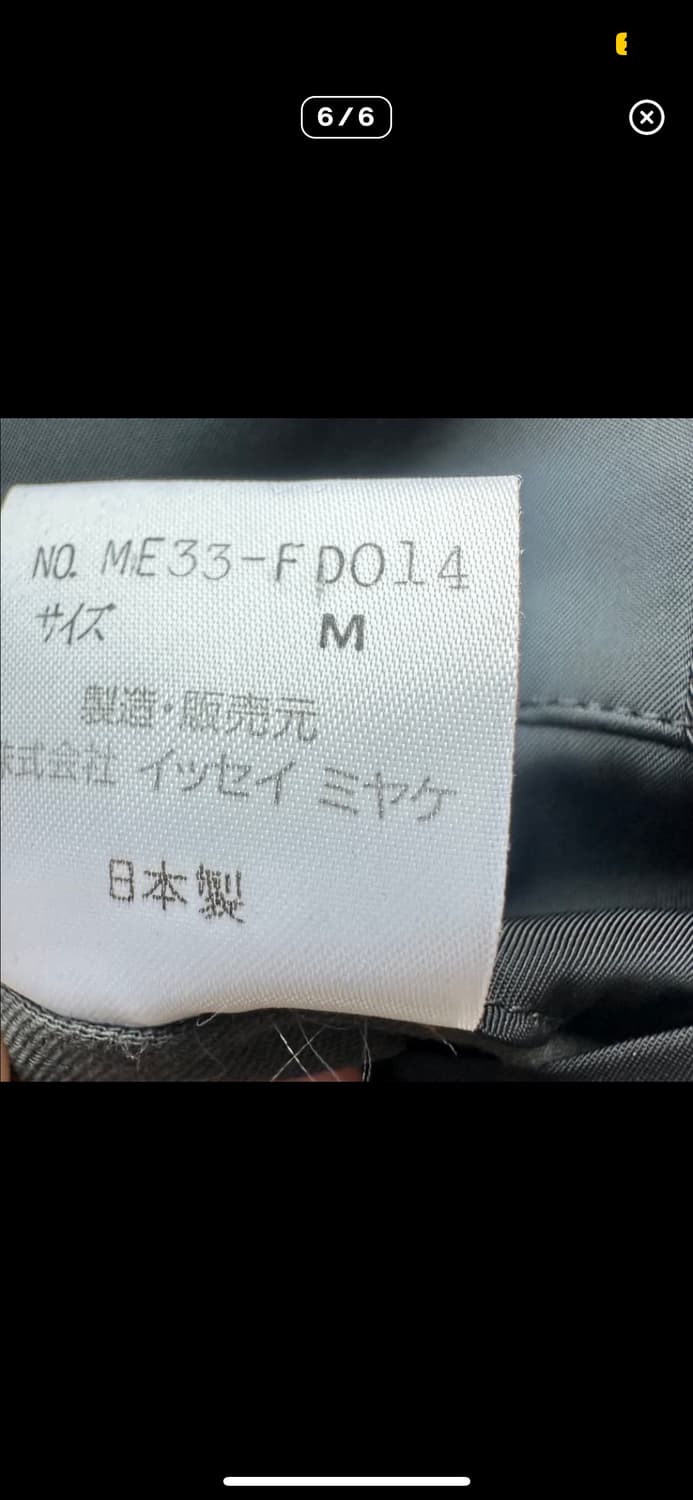 6/6
NO. ME33-FD014
サイズ M
製造・販売元
株式会社 イッセイ ミヤケ
日本製